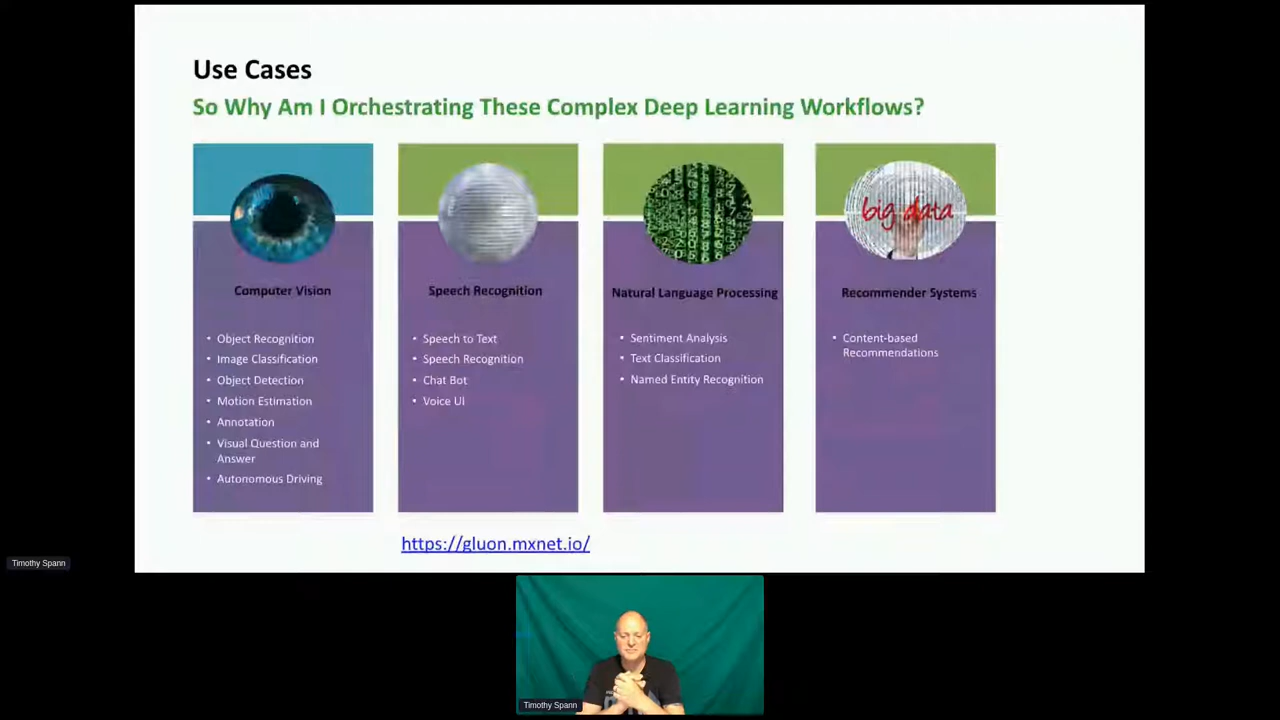 Use Cases
So Why Am I Orchestrating These Complex Deep Learning Workflows?
big data
Computer Vision
• Object Recognition
• Image Classification
• Object Detection
• Motion Estimation
• Annotation
• Visual Question and
Answer
• Autonomous Driving
Speech Recognition
• Speech to Text
• Speech Recognition
• Chat Bot
• Voice UI
Natural Language Processing
• Sentiment Analysis
• Text Classification
• Named Entity Recognition
Recommender Systems
• Content-based
Recommendations
https://gluon.mxnet.io/
Timothy Spann
Timothy Spann